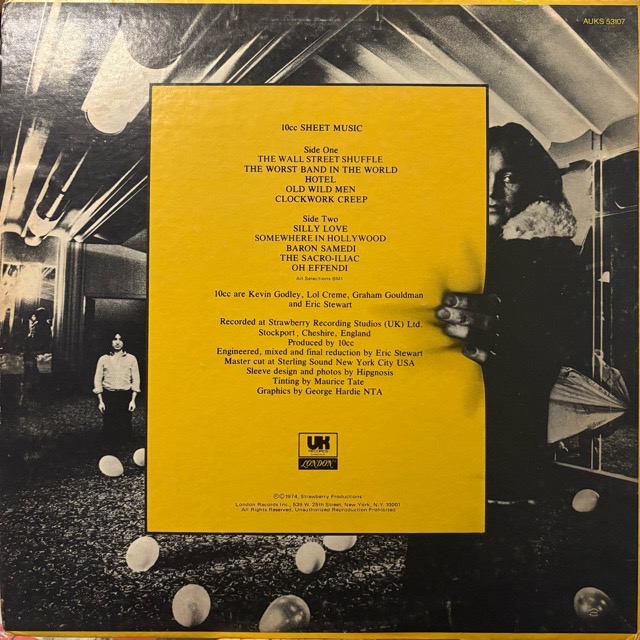 AUKS 53107
10cc SHEET MUSIC
Side One
THE WALL STREET SHUFFLE
THE WORST BAND IN THE WORLD
HOTEL
OLD WILD MEN
CLOCKWORK CREEP
Side Two
SILLY LOVE
SOMEWHERE IN HOLLYWOOD
BARON SAMEDI
THE SACRO-ILIAC
OH EFFENDI
All Selections BMI
10cc are Kevin Godley, Lol Creme, Graham Gouldman
and Eric Stewart
Recorded at Strawberry Recording Studios (UK) Ltd.
Stockport, Cheshire, England
Produced by 10cc
Engineered, mixed and final reduction by Eric Stewart
Master cut at Sterling Sound New York City USA
Sleeve design and photos by Hipgnosis
Tinting by Maurice Tate
Graphics by George Hardie NTA
UK
RECORDS
LONDON
Ⓟ©1974, Strawberry Productions
London Records Inc., 539 W. 25th Street, New York, N.Y. 10001
All Rights Reserved. Unauthorized Reproduction Prohibited